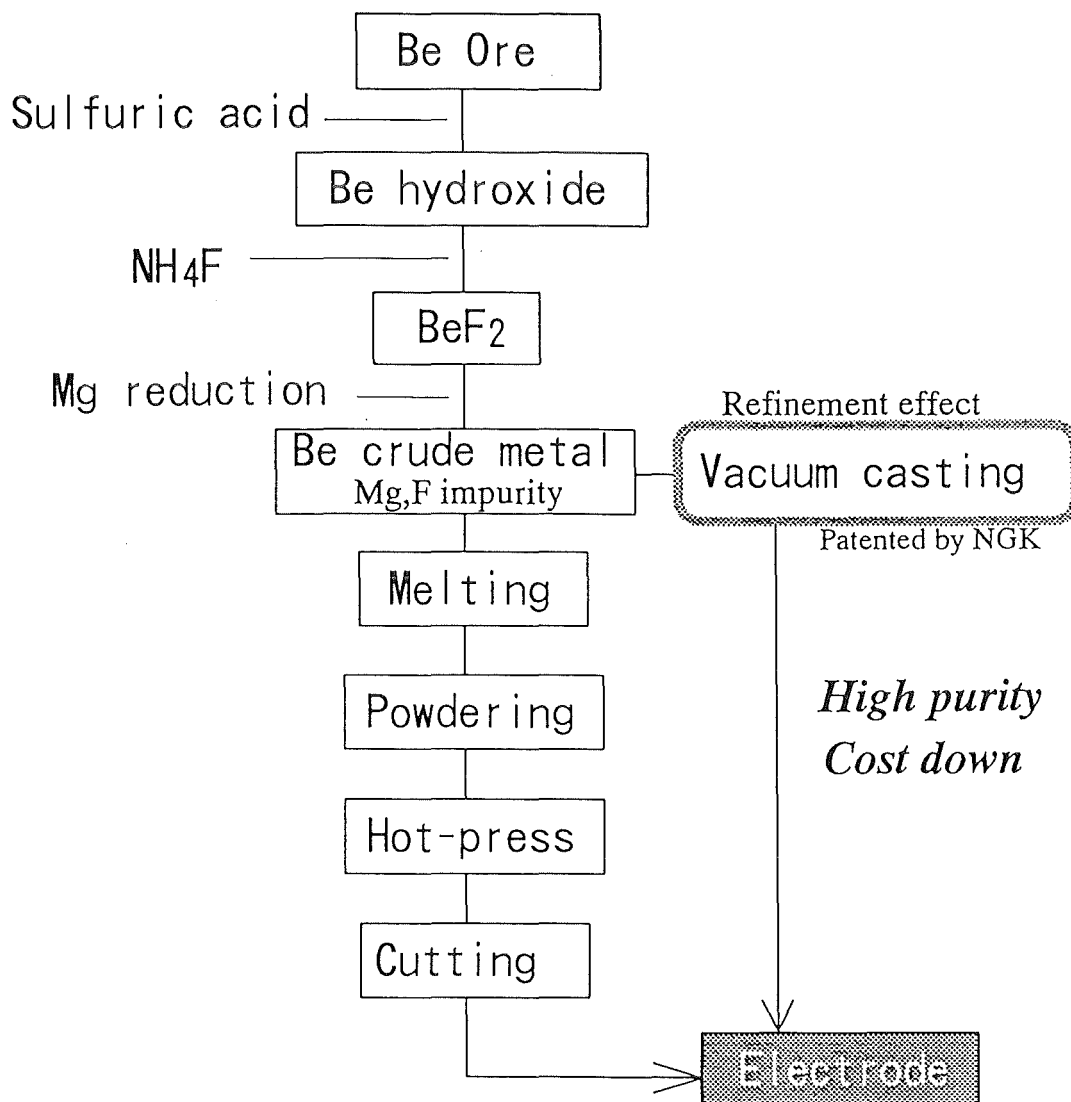 Be Ore
Sulfuric acid
Be hydroxide
NH4F
BeF2
Mg reduction
Refinement effect
Be crude metal
Mg,F impurity
Vacuum casting
Patented by NGK
Melting
Powdering
High purity
Cost down
Hot-press
Cutting
Electrode